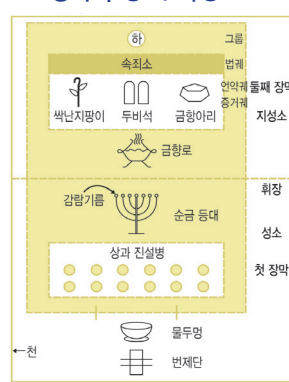 하 그룹
속죄소 법궤
언약궤 둘째 장막
증거궤
싹난지팡이 두비석 금항아리 지성소
금향로
휘장
감람기름
순금 등대
성소
상과 진설병
첫 장막
물두멍
←천
번제단